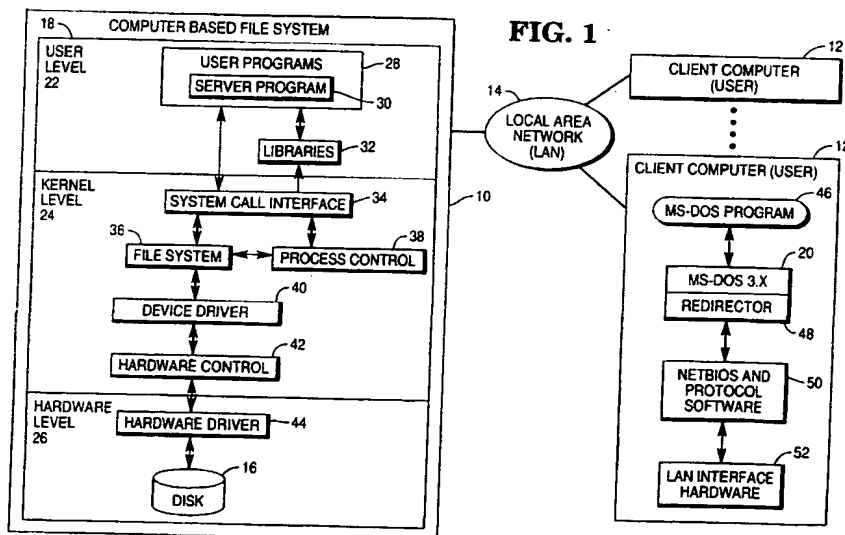 FIG. 1
COMPUTER BASED FILE SYSTEM
18
USER
LEVEL
22
USER PROGRAMS
28
SERVER PROGRAM
30
LIBRARIES
32
KERNEL
LEVEL
24
SYSTEM CALL INTERFACE
34
10
36
38
FILE SYSTEM
PROCESS CONTROL
40
DEVICE DRIVER
42
HARDWARE CONTROL
HARDWARE
LEVEL
26
HARDWARE DRIVER
44
16
DISK
14
LOCAL AREA
NETWORK
(LAN)
12
CLIENT COMPUTER
(USER)
12
CLIENT COMPUTER (USER)
46
MS-DOS PROGRAM
20
MS-DOS 3.X
REDIRECTOR
48
NETBIOS AND
PROTOCOL
SOFTWARE
50
52
LAN INTERFACE
HARDWARE